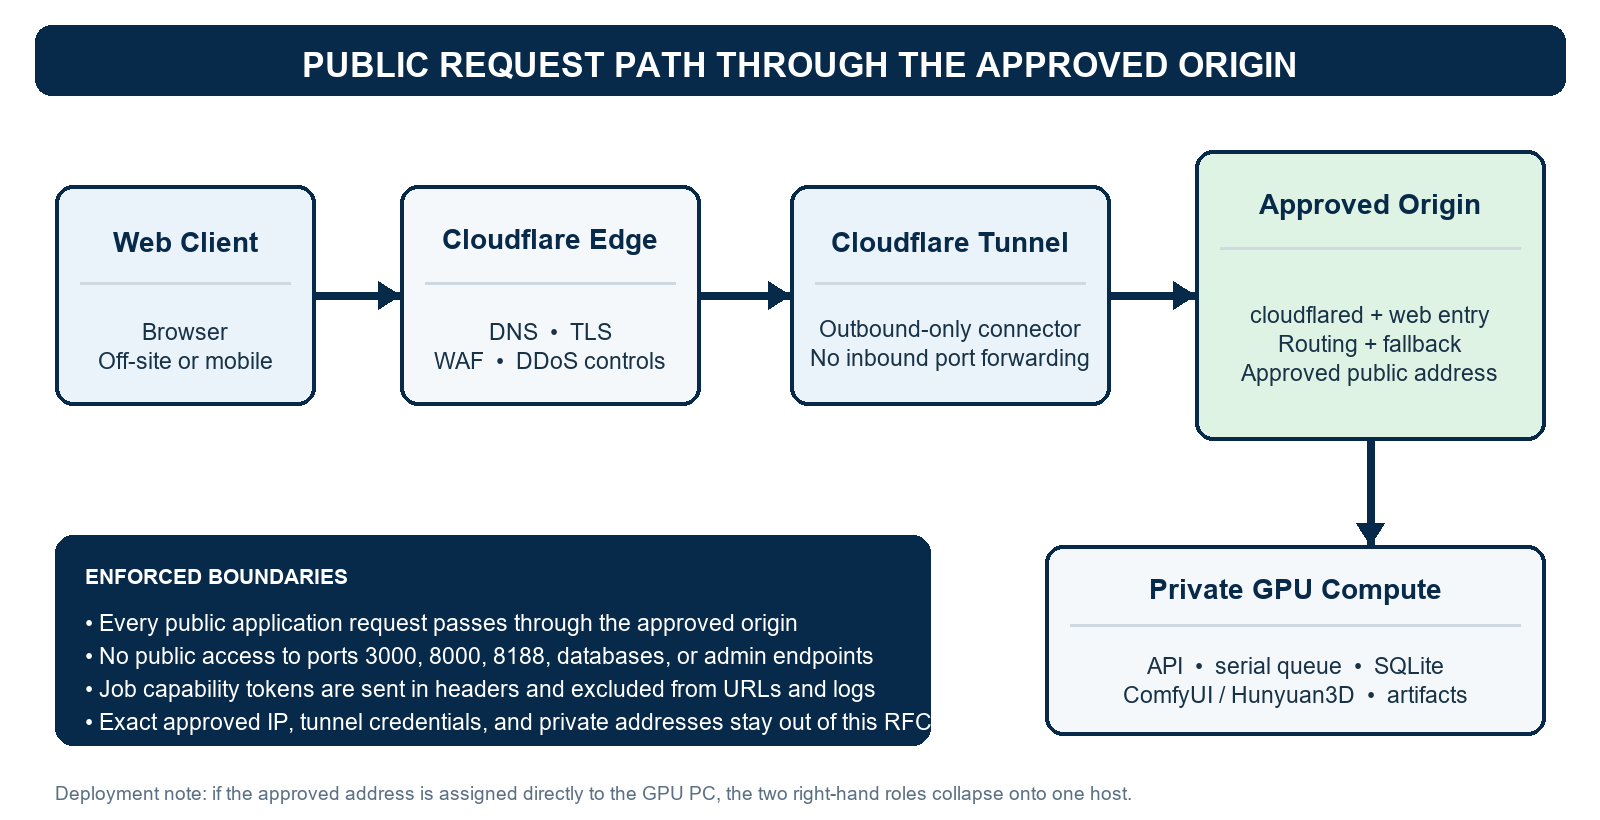 PUBLIC REQUEST PATH THROUGH THE APPROVED ORIGIN
Web Client
Browser
Off-site or mobile
Cloudflare Edge
DNS • TLS
WAF • DDoS controls
Cloudflare Tunnel
Outbound-only connector
No inbound port forwarding
Approved Origin
cloudflared + web entry
Routing + fallback
Approved public address
Private GPU Compute
API • serial queue • SQLite
ComfyUI / Hunyuan3D • artifacts
ENFORCED BOUNDARIES
• Every public application request passes through the approved origin
• No public access to ports 3000, 8000, 8188, databases, or admin endpoints
• Job capability tokens are sent in headers and excluded from URLs and logs
• Exact approved IP, tunnel credentials, and private addresses stay out of this RFC
Deployment note: if the approved address is assigned directly to the GPU PC, the two right-hand roles collapse onto one host.